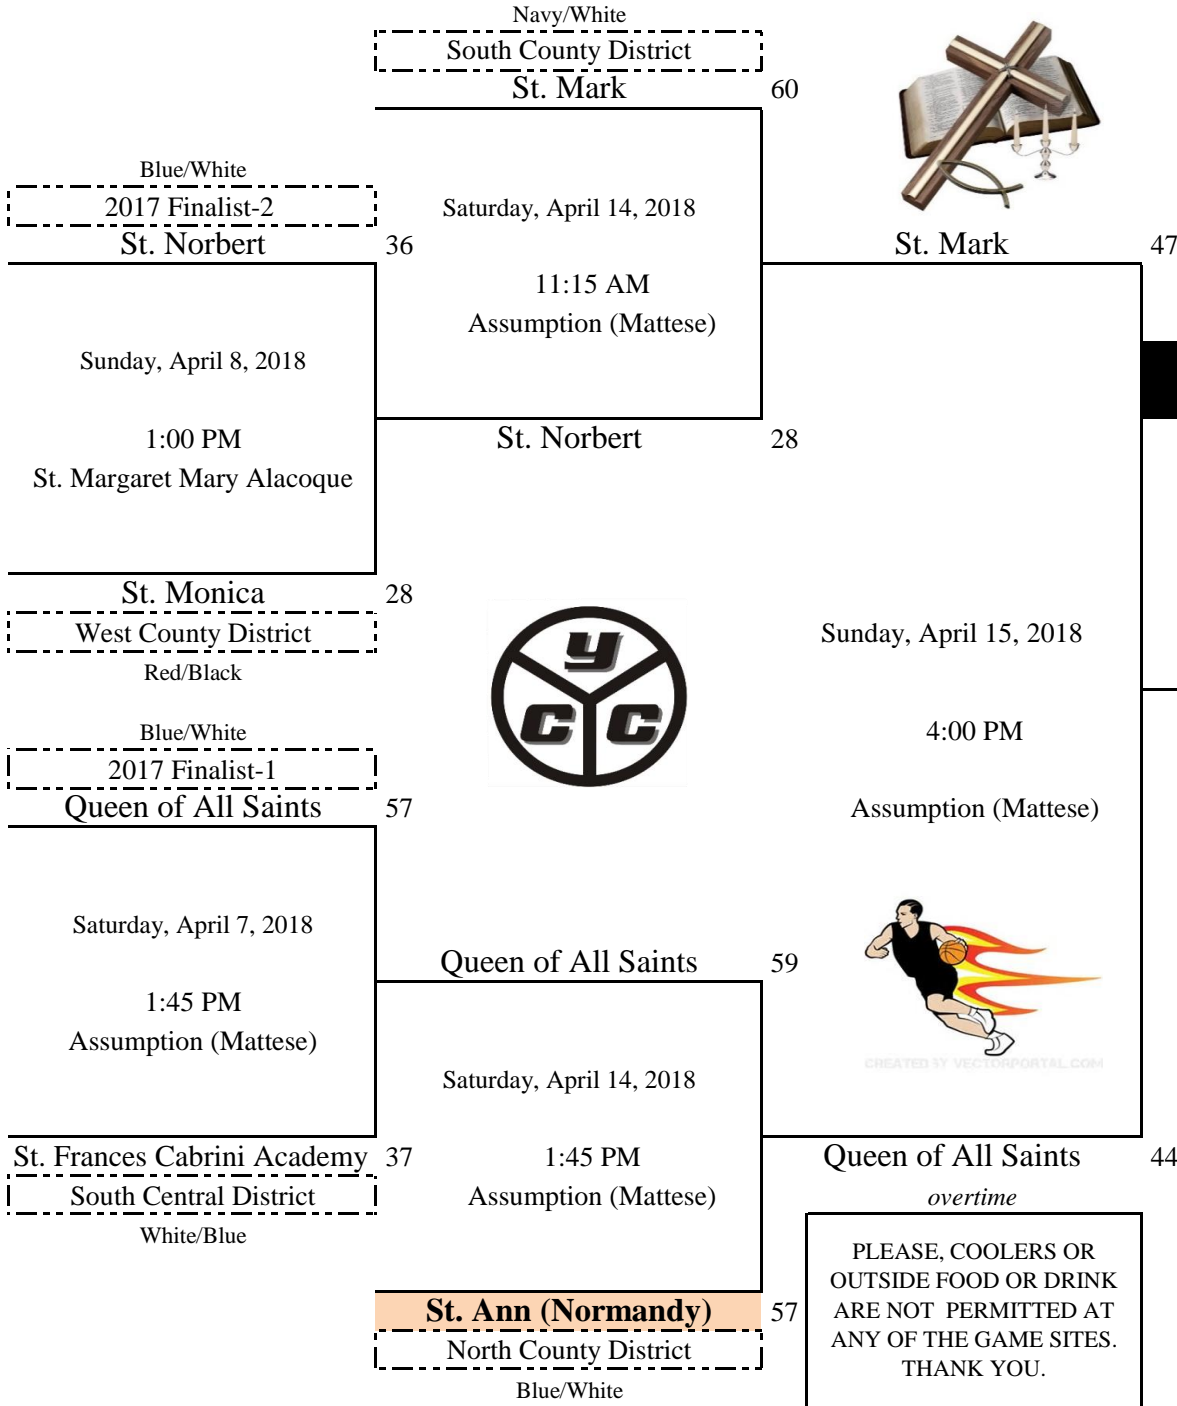 Navy/White
South County District
St. Mark 60
Blue/White
2017 Finalist-2
St. Norbert 36
Saturday, April 14, 2018
11:15 AM
Assumption (Mattese)
St. Mark 47
Sunday, April 8, 2018
1:00 PM
St. Margaret Mary Alacoque
St. Norbert 28
St. Monica 28
West County District
Red/Black
Y
C C
Sunday, April 15, 2018
4:00 PM
Assumption (Mattese)
Blue/White
2017 Finalist-1
Queen of All Saints 57
Saturday, April 7, 2018
1:45 PM
Assumption (Mattese)
Queen of All Saints 59
CREATED BY VECTORPORTAL.COM
St. Frances Cabrini Academy 37
South Central District
White/Blue
Saturday, April 14, 2018
1:45 PM
Assumption (Mattese)
Queen of All Saints 44
overtime
St. Ann (Normandy) 57
North County District
Blue/White
PLEASE, COOLERS OR
OUTSIDE FOOD OR DRINK
ARE NOT PERMITTED AT
ANY OF THE GAME SITES.
THANK YOU.